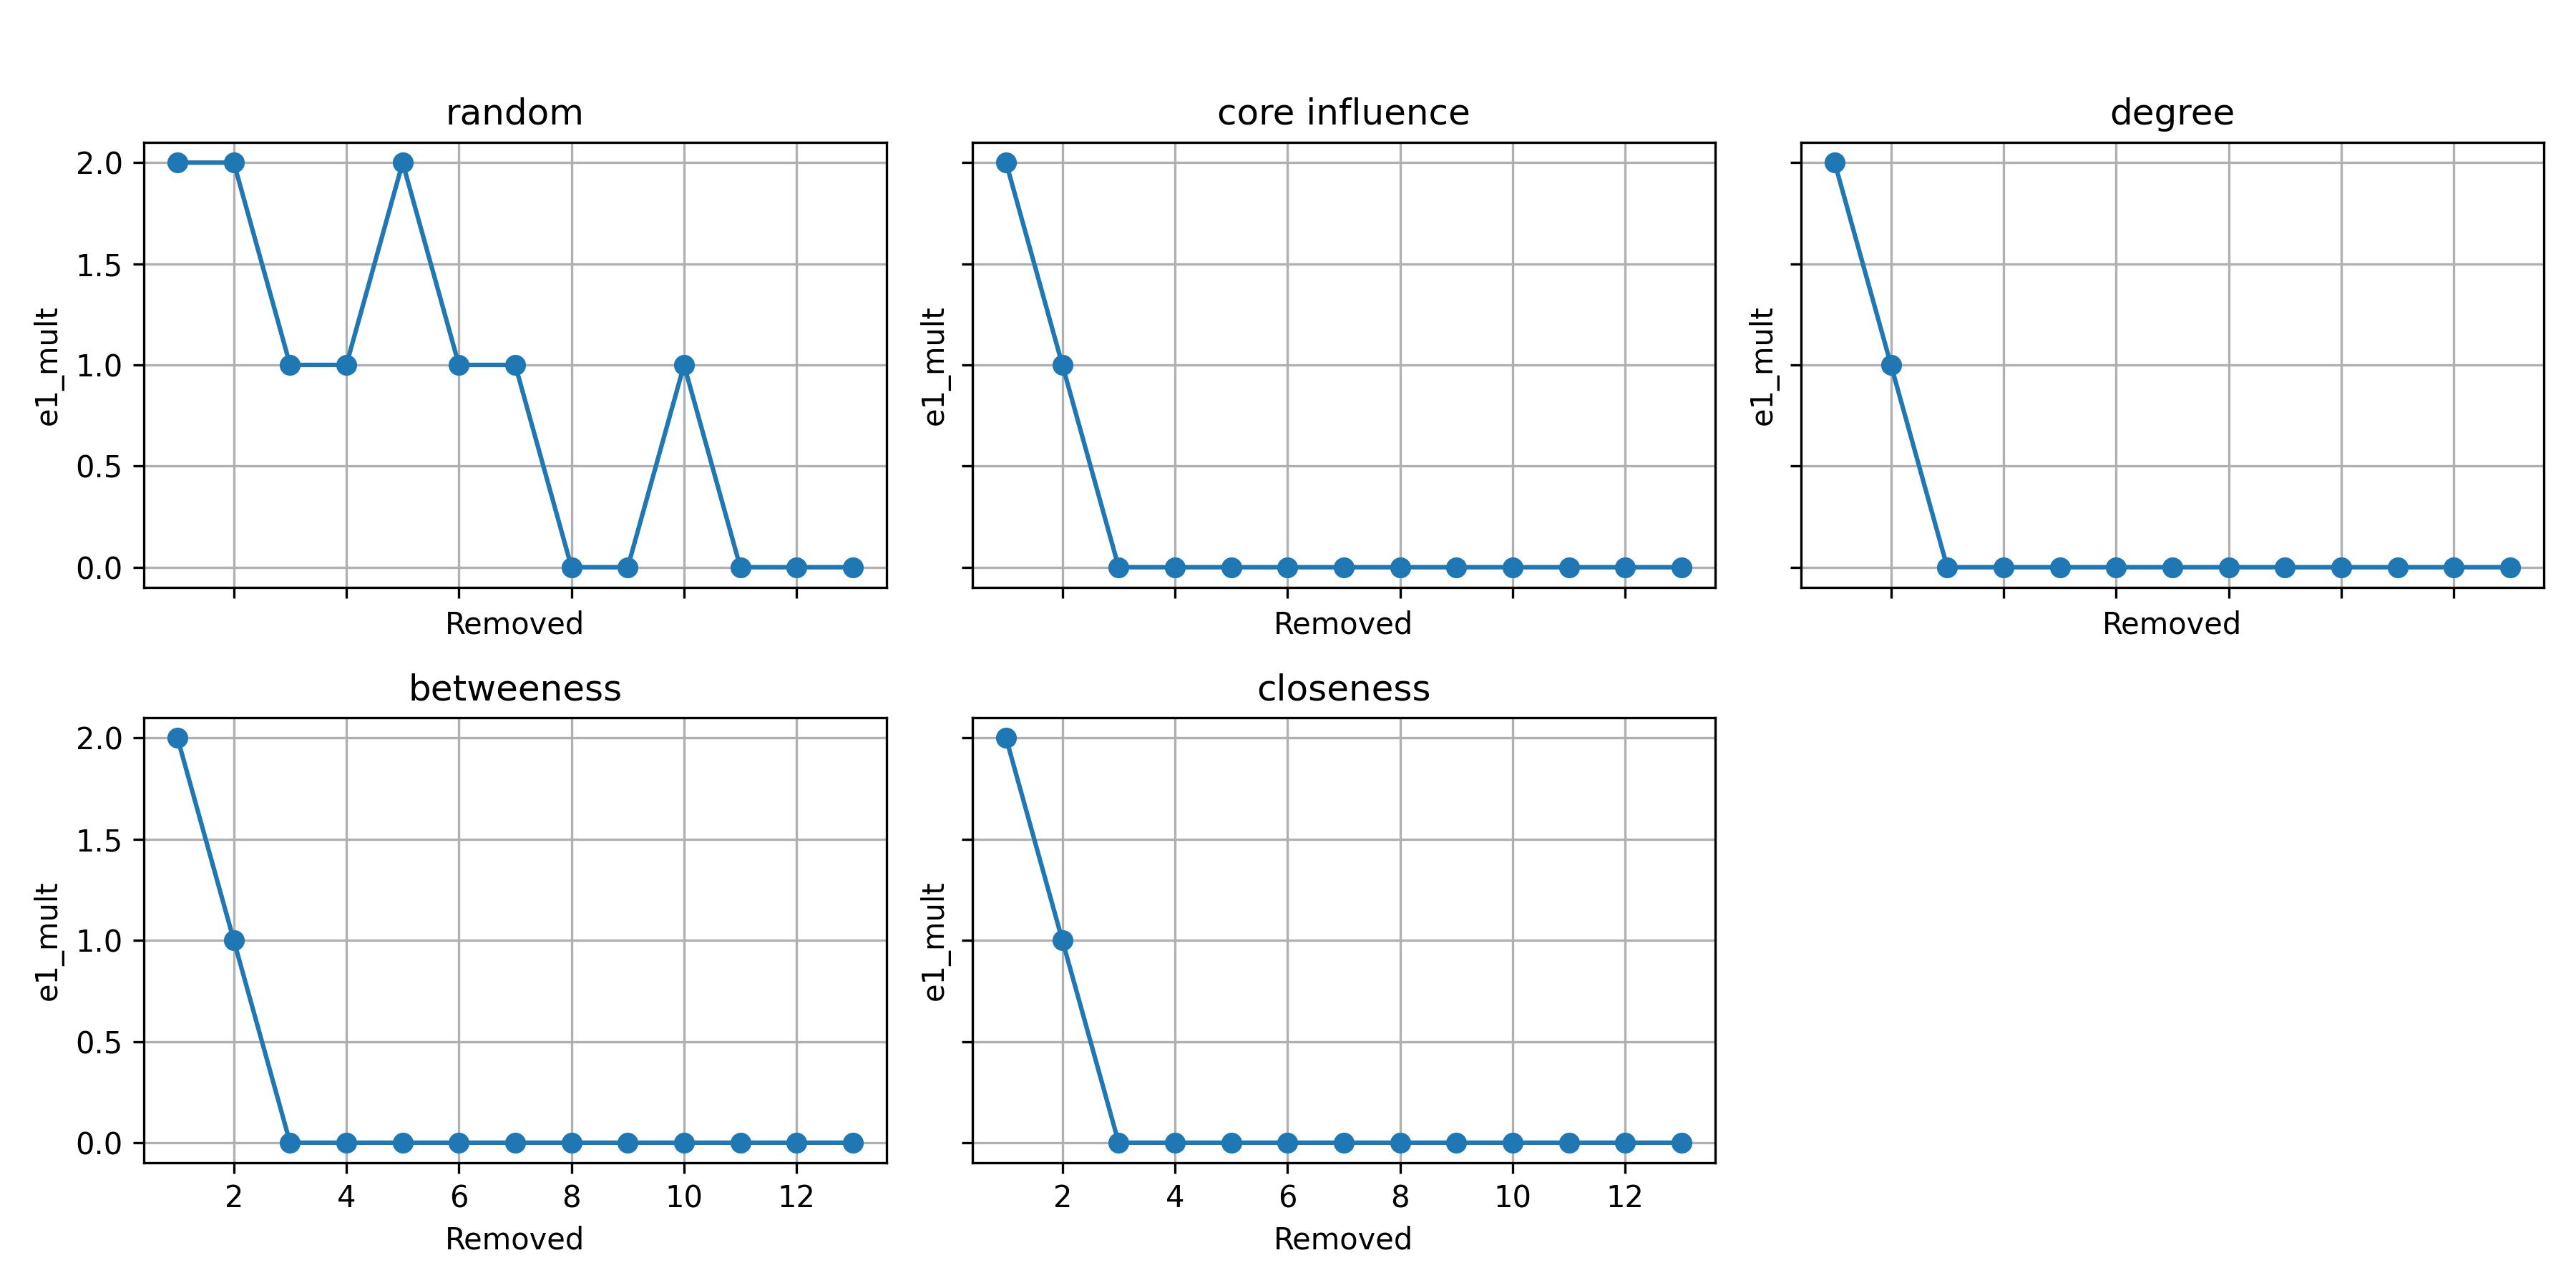 random
core influence
degree
2.0
1.5
1.0
0.5
0.0
e1_mult
e1_mult
e1_mult
Removed
Removed
Removed
betweeness
closeness
2.0
1.5
1.0
0.5
0.0
e1_mult
e1_mult
2 4 6 8 10 12
2 4 6 8 10 12
Removed
Removed